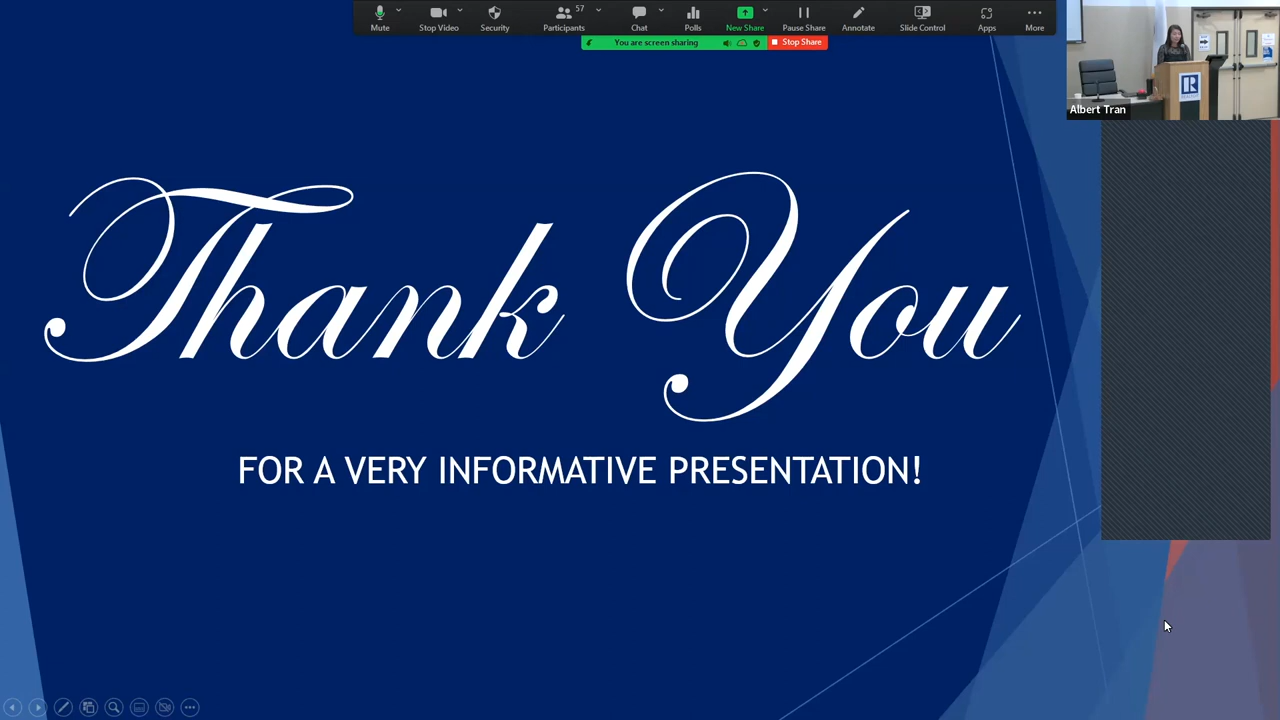 57
Mute
Stop Video
Security
Participants
Chat
Polls
New Share
Pause Share
Annotate
Slide Control
Apps
More
You are screen sharing
Stop Share
R
Albert Tran
Thank You
FOR A VERY INFORMATIVE PRESENTATION!